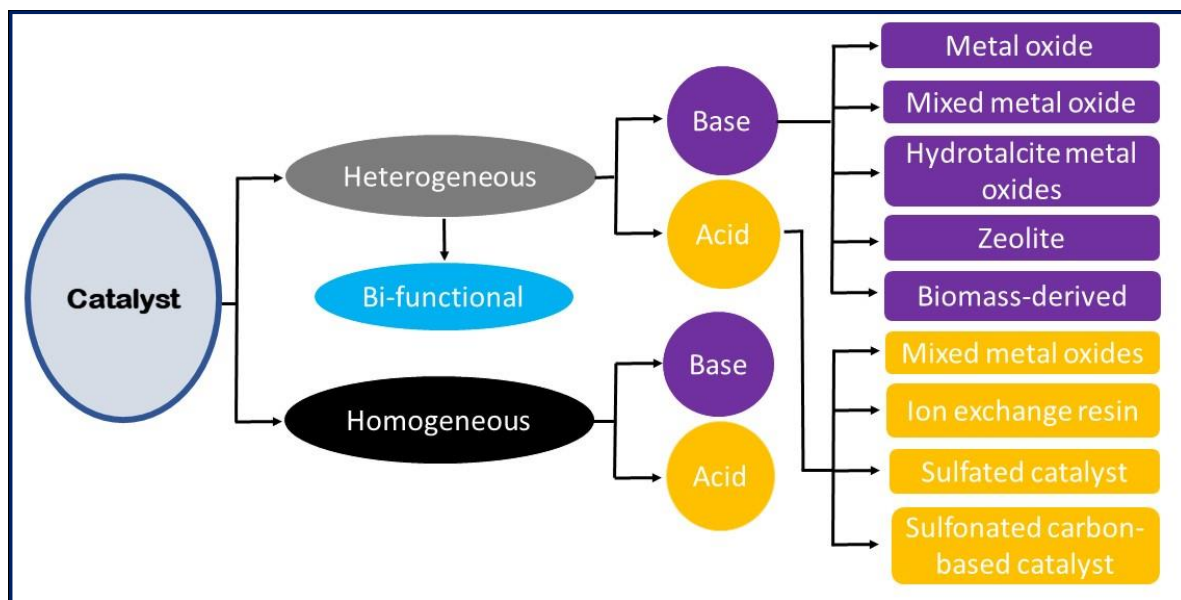 Catalyst
Heterogeneous
Bi-functional
Homogeneous
Base
Acid
Base
Acid
Metal oxide
Mixed metal oxide
Hydrotalcite metal
oxides
Zeolite
Biomass-derived
Mixed metal oxides
Ion exchange resin
Sulfated catalyst
Sulfonated carbon-
based catalyst